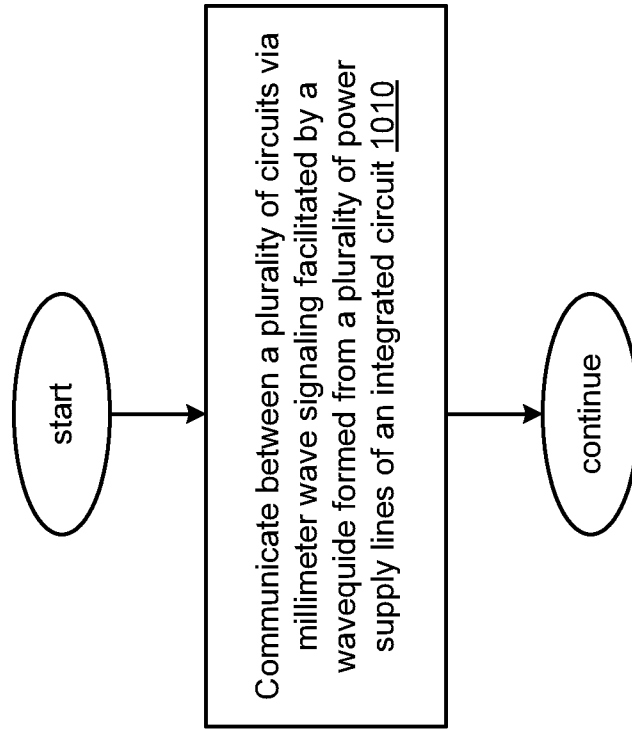 start
Communicate between a plurality of circuits via
millimeter wave signaling facilitated by a
wavequide formed from a plurality of power
supply lines of an integrated circuit 1010
continue